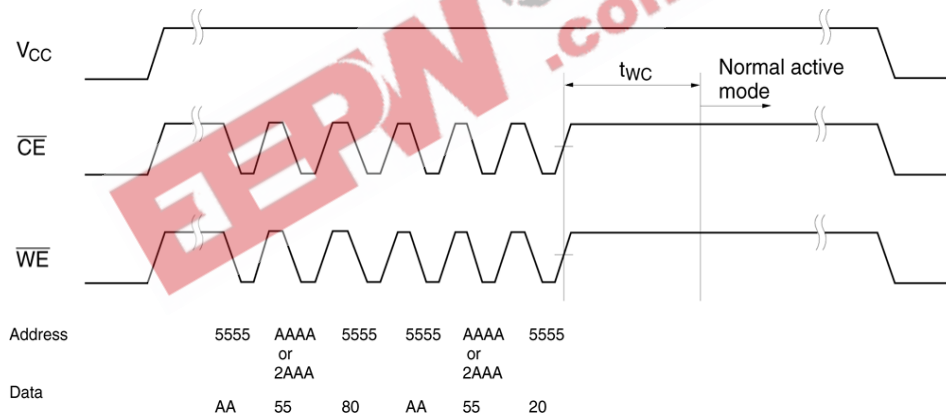 VCC
tWC
Normal active
mode
CE
WE
Address 5555 AAAA 5555 5555 AAAA 5555
or or
2AAA 2AAA
Data
AA 55 80 AA 55 20
EEPW
.com